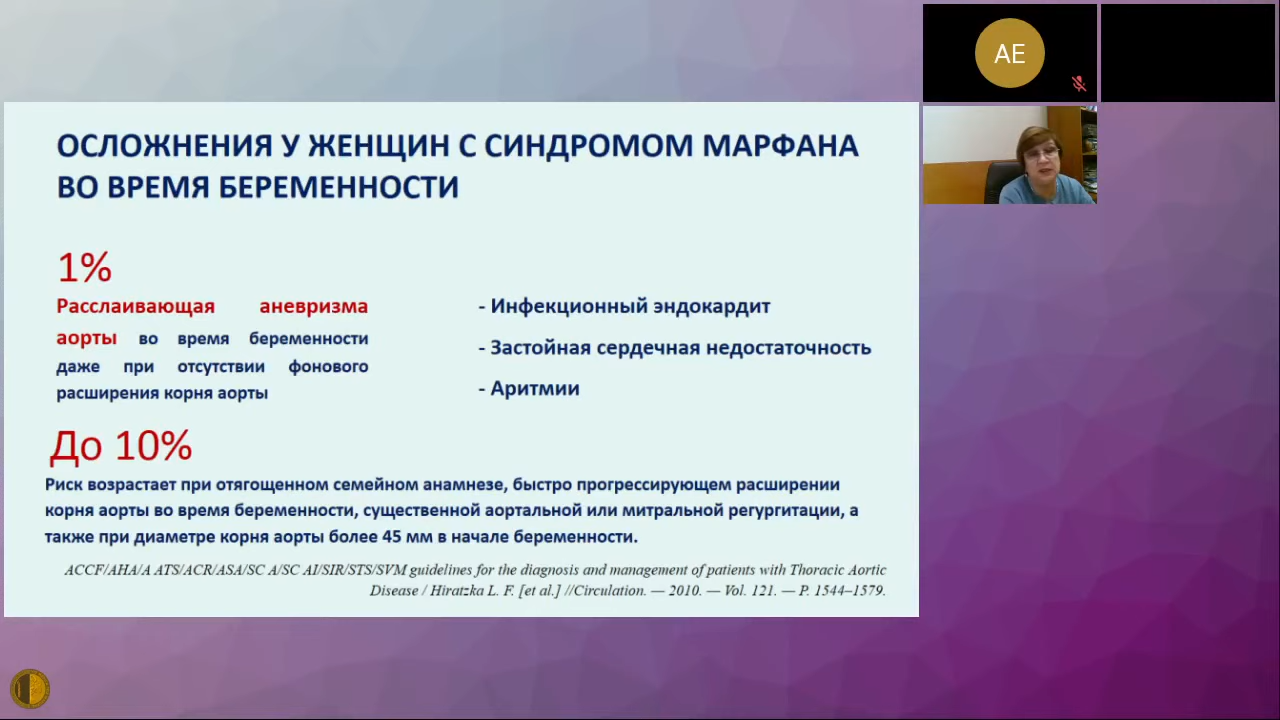 ОСЛОЖНЕНИЯ У ЖЕНЩИН С СИНДРОМОМ МАРФАНА
ВО ВРЕМЯ БЕРЕМЕННОСТИ
1%
Расслаивающая аневризма
аорты во время беременности
даже при отсутствии фонового
расширения корня аорты
- Инфекционный эндокардит
- Застойная сердечная недостаточность
- Аритмии
До 10%
Риск возрастает при отягощенном семейном анамнезе, быстро прогрессирующем расширении
корня аорты во время беременности, существенной аортальной или митральной регургитации, а
также при диаметре корня аорты более 45 мм в начале беременности.
ACCF/AHA/A ATS/ACR/ASA/SC A/SC AI/SIR/STS/SVM guidelines for the diagnosis and management of patients with Thoracic Aortic
Disease / Hiratzka L. F. [et al.] //Circulation. — 2010. — Vol. 121. — P. 1544–1579.
AE